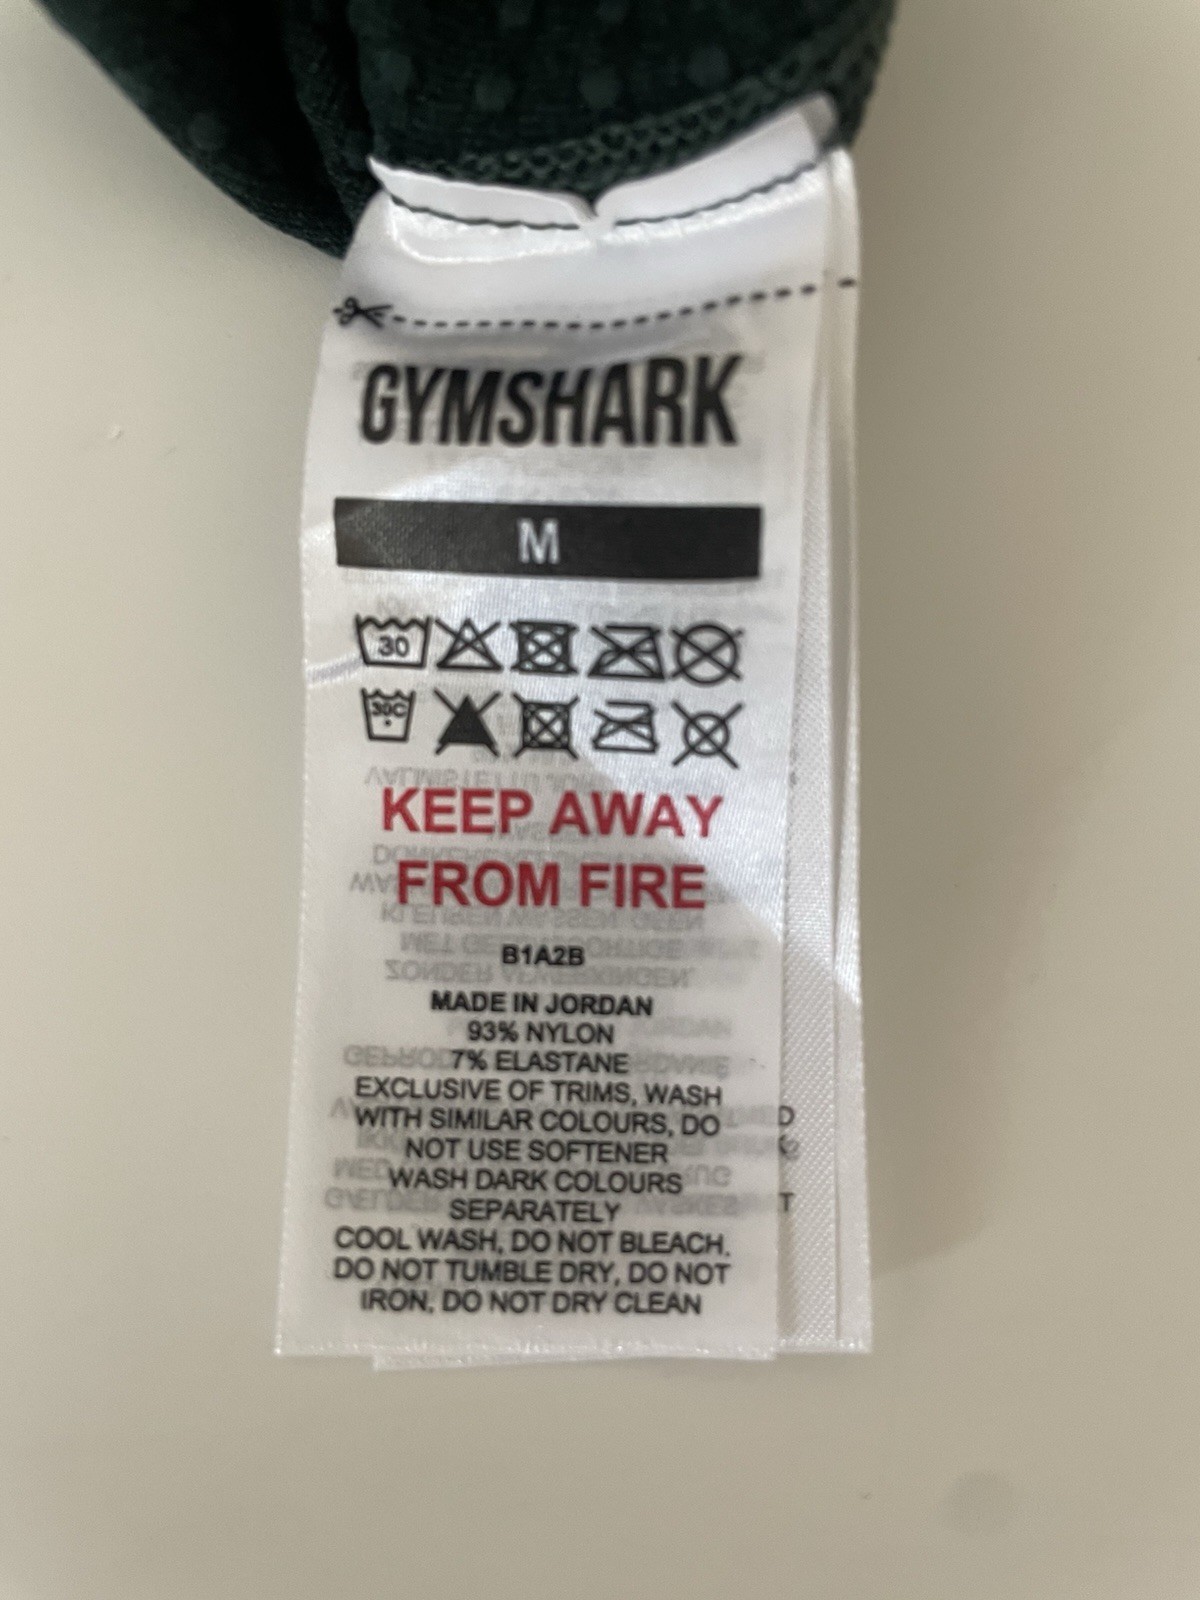 GYMSHARK
M
30
30C
KEEP AWAY
FROM FIRE
B1A2B
MADE IN JORDAN
93% NYLON
7% ELASTANE
EXCLUSIVE OF TRIMS, WASH
WITH SIMILAR COLOURS, DO
NOT USE SOFTENER
WASH DARK COLOURS
SEPARATELY
COOL WASH, DO NOT BLEACH,
DO NOT TUMBLE DRY, DO NOT
IRON, DO NOT DRY CLEAN